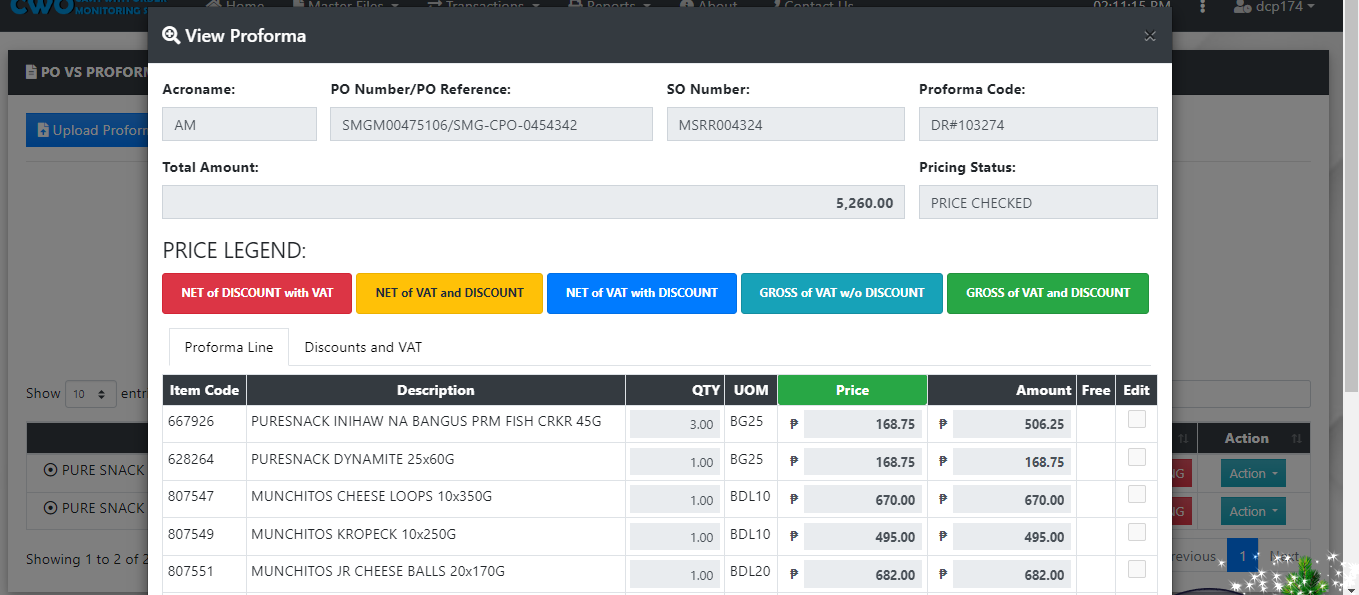 CWO
MONITORING
Home Master Files Transactions Reports About Contact Us 02:11:15 PM dcp174
View Proforma ×
PO VS PROFORM
Upload Proform
Acroname: PO Number/PO Reference: SO Number: Proforma Code:
AM SMGM00475106/SMG-CPO-0454342 MSRR004324 DR#103274
Total Amount: Pricing Status:
5,260.00 PRICE CHECKED
PRICE LEGEND:
NET of DISCOUNT with VAT NET of VAT and DISCOUNT NET of VAT with DISCOUNT GROSS of VAT w/o DISCOUNT GROSS of VAT and DISCOUNT
Proforma Line Discounts and VAT
Show 10 entr
Item Code Description QTY UOM Price Amount Free Edit
667926 PURESNACK INIHAW NA BANGUS PRM FISH CRKR 45G 3.00 BG25 ₱ 168.75 ₱ 506.25
628264 PURESNACK DYNAMITE 25x60G 1.00 BG25 ₱ 168.75 ₱ 168.75
807547 MUNCHITOS CHEESE LOOPS 10x350G 1.00 BDL10 ₱ 670.00 ₱ 670.00
807549 MUNCHITOS KROPECK 10x250G 1.00 BDL10 ₱ 495.00 ₱ 495.00
807551 MUNCHITOS JR CHEESE BALLS 20x170G 1.00 BDL20 ₱ 682.00 ₱ 682.00
Action
PURE SNACK NG Action
PURE SNACK NG Action
Showing 1 to 2 of 2
revious 1 Next